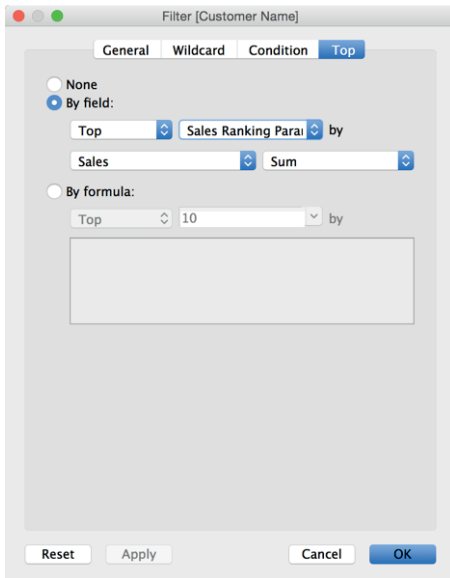 Filter [Customer Name]
General Wildcard Condition Top
None
By field:
Top Sales Ranking Para by
Sales Sum
By formula:
Top 10 by
Reset Apply Cancel OK